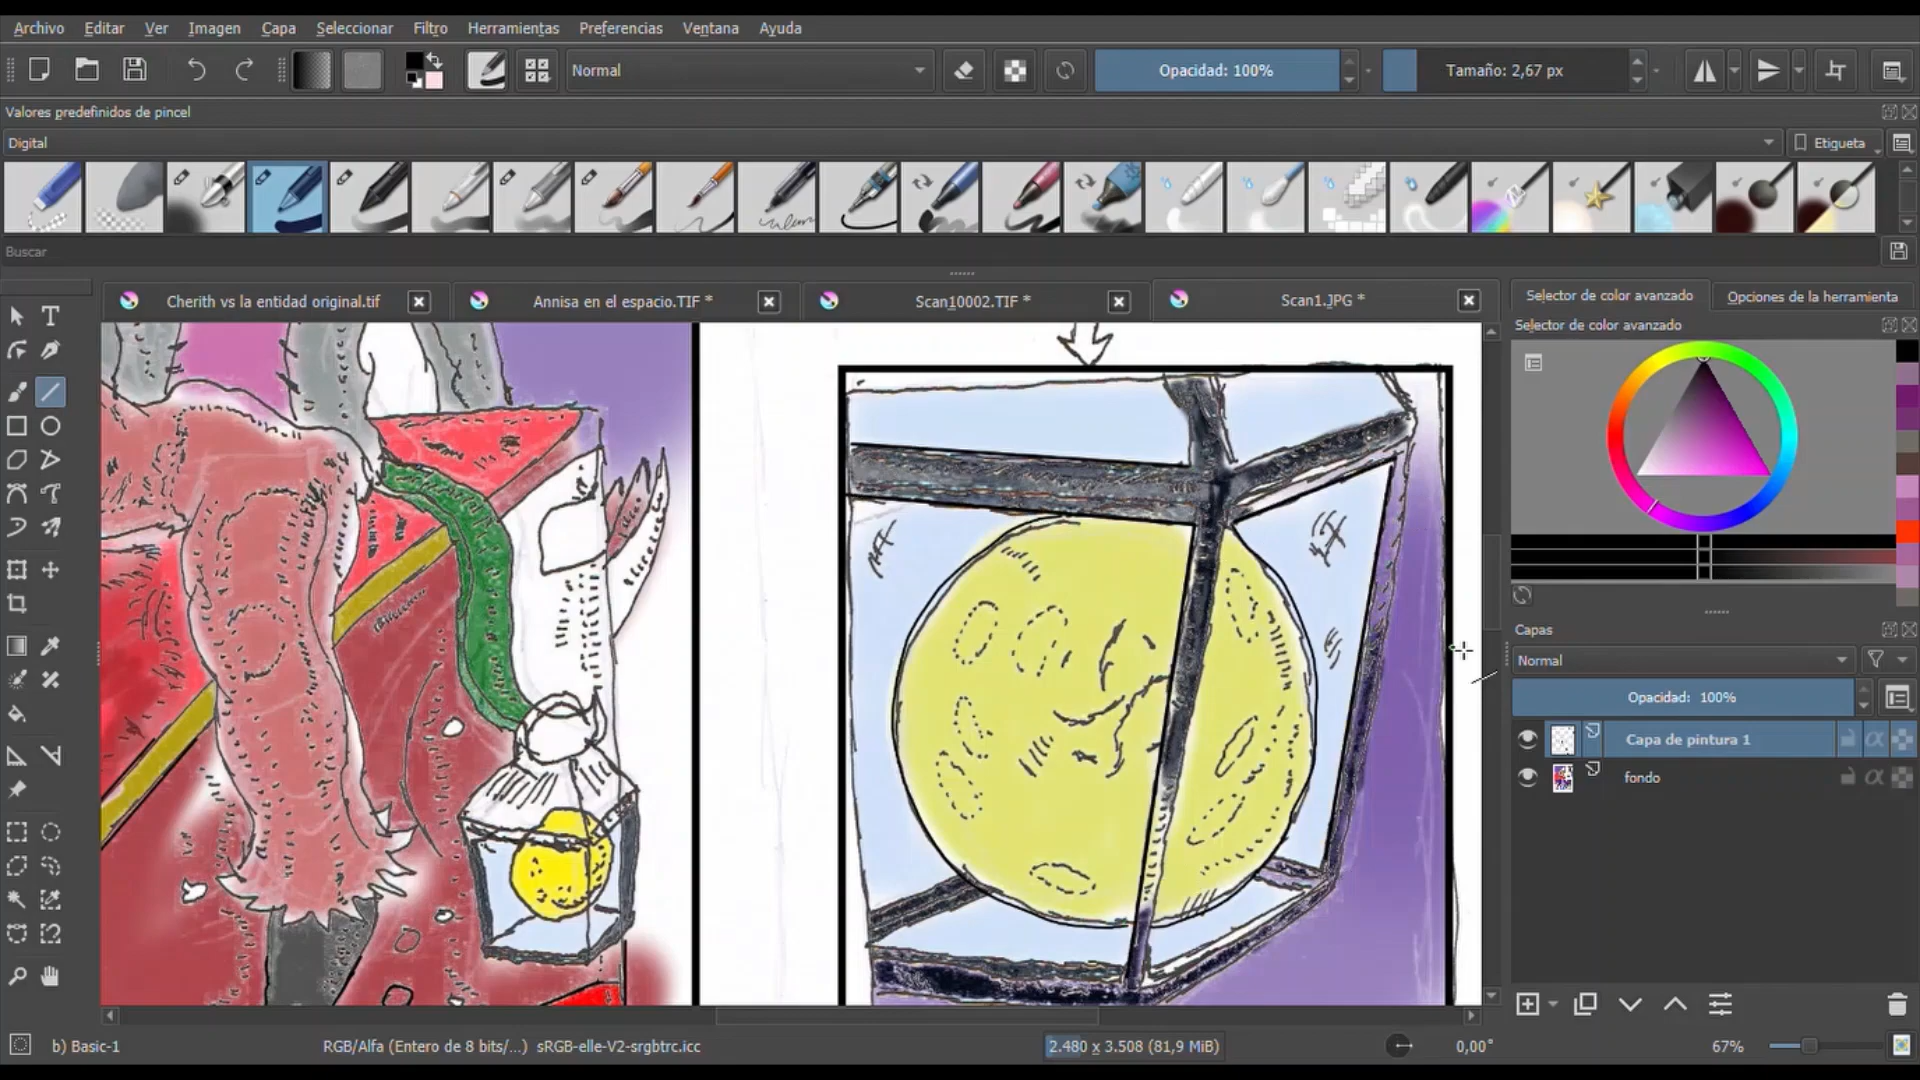 Archivo Editar Ver Imagen Capa Seleccionar Filtro Herramientas Preferencias Ventana Ayuda
Normal Opacidad: 100% Tamaño: 2,67 px
Valores predefinidos de pincel
Digital Etiqueta
Buscar
Cherith vs la entidad original.tif Annisa en el espacio.TIF * Scan10002.TIF * Scan1.JPG * Selector de color avanzado Opciones de la herramienta
Selector de color avanzado
Capas
Normal
Opacidad: 100%
Capa de pintura 1
fondo
b) Basic-1 RGB/Alfa (Entero de 8 bits/...) sRGB-elle-V2-srgbtrc.icc 2.480 x 3.508 (81,9 MiB) 0,00° 67%